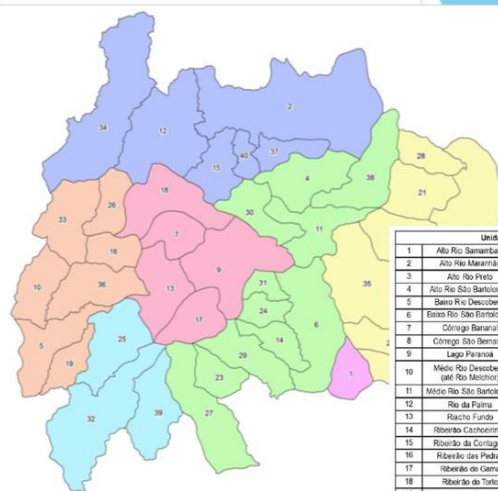 2
34
12
37
40
15
28
4
38
21
18
26
30
33
7
11
16
9
36
35
10
13
31
24
17
6
25
14
5
29
19
23
1
32
39
27
Unid
1 Alto Rio Samamba
2 Alto Rio Maranhã
3 Alto Rio Preto
4 Alto Rio São Bartolo
5 Baixo Rio Descober
6 Baixo Rio São Bartolo
7 Córrego Bananal
8 Córrego São Bernar
9 Lago Paranoá
10 Médio Rio Descober
(até Rio Melchior)
11 Médio Rio São Bartolo
12 Rio da Palma
13 Riacho Fundo
14 Ribeirão Cachoeirin
15 Ribeirão da Contag
16 Ribeirão das Pedra
17 Ribeirão do Gama
18 Ribeirão do Torto